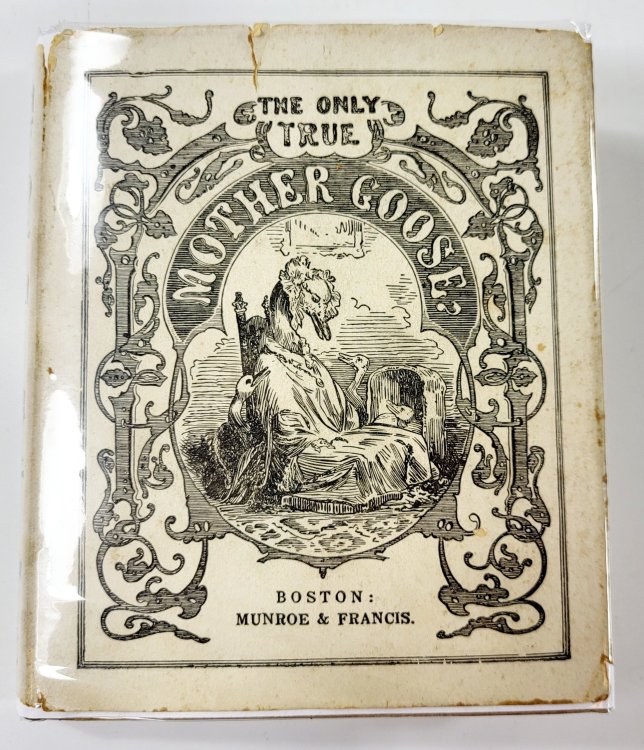 THE ONLY
TRUE.
MOTHER GOOSE:
BOSTON:
MUNROE & FRANCIS.